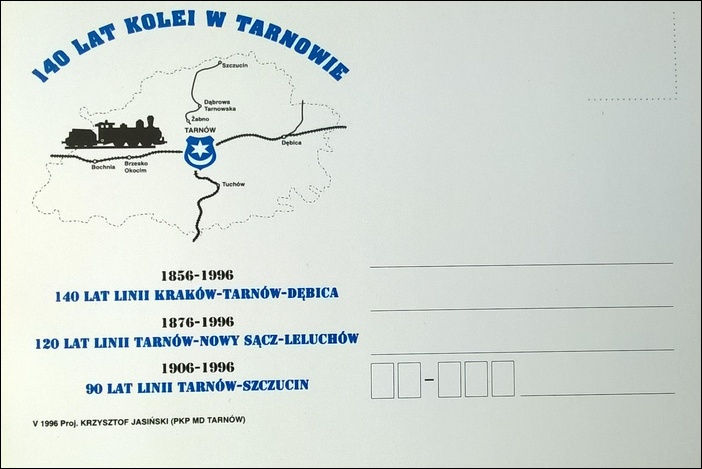 140 LAT KOLEI W TARNOWIE
Szczucin
Dąbrowa
Tarnowska
Żabno
TARNÓW
Dębica
Bochnia
Brzesko
Okocim
Tuchów
1856-1996
140 LAT LINII KRAKÓW-TARNÓW-DĘBICA
1876-1996
120 LAT LINII TARNÓW-NOWY SĄCZ-LELUCHÓW
1906-1996
90 LAT LINII TARNÓW-SZCZUCIN
V 1996 Proj. KRZYSZTOF JASIŃSKI (PKP MD TARNÓW)